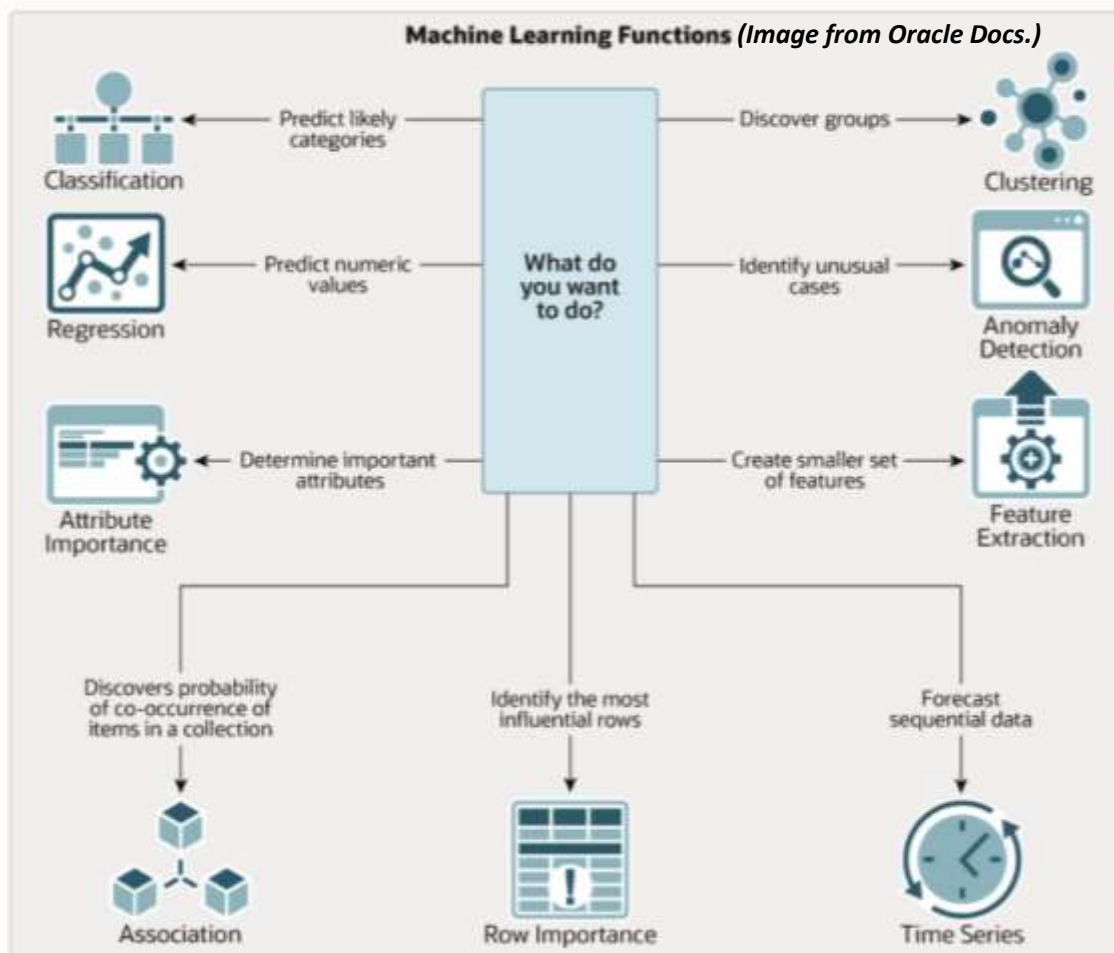 Machine Learning Functions (Image from Oracle Docs.)
Predict likely
categories
Classification
Discover groups
Clustering
What do
you want
to do?
Predict numeric
values
Regression
Identify unusual
cases
Anomaly
Detection
Determine important
attributes
Attribute
Importance
Create smaller set
of features
Feature
Extraction
Discovers probability
of co-occurrence of
items in a collection
Association
Identify the most
influential rows
Row Importance
Forecast
sequential data
Time Series